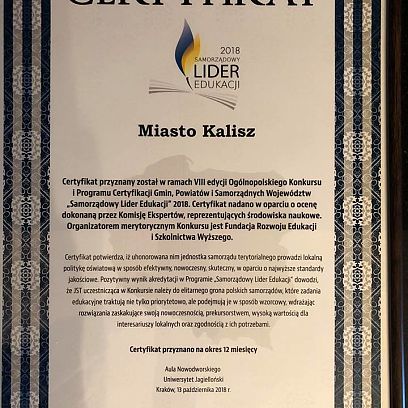 CERTYFIKAT
2018
SAMORZĄDOWY
LIDER
EDUKACJI
Miasto Kalisz
Certyfikat przyznany został w ramach VIII edycji Ogólnopolskiego Konkursu
i Programu Certyfikacji Gmin, Powiatów i Samorządnych Województw
„Samorządowy Lider Edukacji” 2018. Certyfikat nadano w oparciu o ocenę
dokonaną przez Komisję Ekspertów, reprezentujących środowiska naukowe.
Organizatorem merytorycznym Konkursu jest Fundacja Rozwoju Edukacji
i Szkolnictwa Wyższego.
Certyfikat potwierdza, iż uhonorowana nim jednostka samorządu terytorialnego prowadzi lokalną
politykę oświatową w sposób efektywny, nowoczesny, skuteczny, w oparciu o najwyższe standardy
jakościowe. Pozytywny wynik akredytacji w Programie „Samorządowy Lider Edukacji” dowodzi,
że JST uczestnicząca w Konkursie należy do elitarnego grona polskich samorządów, które zadania
edukacyjne traktują nie tylko priorytetowo, ale podejmują je w sposób wzorcowy, wdrażając
rozwiązania zaskakujące swoją nowoczesnością, prekursorstwem, wysoką wartością dla
interesariuszy lokalnych oraz zgodnością z ich potrzebami.
Certyfikat przyznano na okres 12 miesięcy
Aula Nowodworskiego
Uniwersytet Jagielloński
Kraków, 13 października 2018 r.